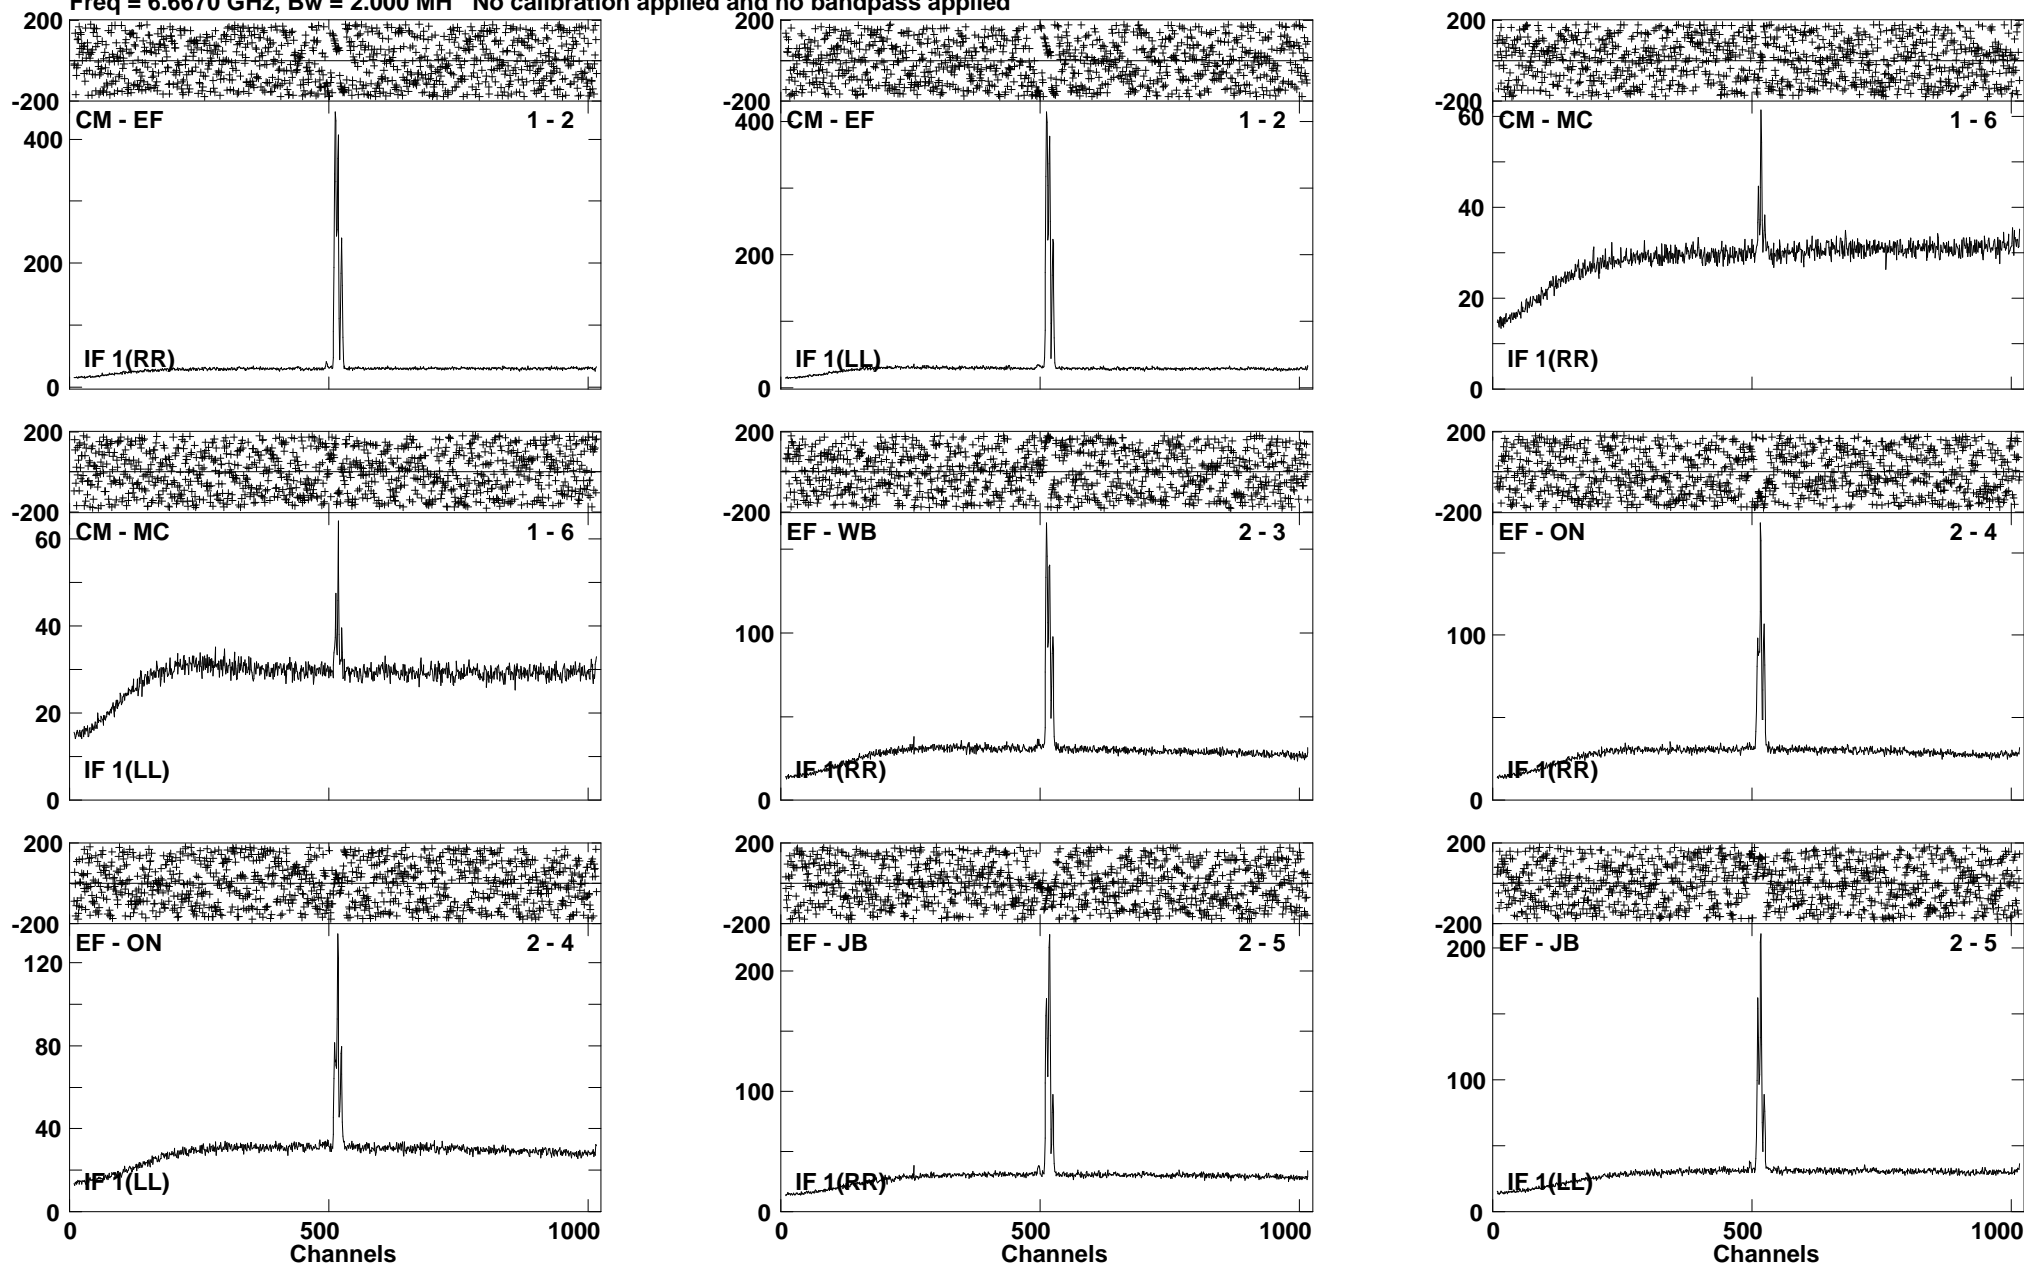 Freq = 6.6670 GHz, Bw = 2.000 MH No calibration applied and no bandpass applied
200
-200
CM - EF 1 - 2
400
200
0
IF 1(RR)
200
-200
CM - EF 1 - 2
400
200
0
IF 1(LL)
200
-200
CM - MC 1 - 6
60
40
20
0
IF 1(RR)
200
-200
CM - MC 1 - 6
60
40
20
0
IF 1(LL)
200
-200
EF - WB 2 - 3
100
0
IF 1(RR)
200
-200
EF - ON 2 - 4
100
0
IF 1(RR)
200
-200
EF - ON 2 - 4
120
80
40
0
IF 1(LL)
0 500 1000
Channels
200
-200
EF - JB 2 - 5
200
100
0
IF 1(RR)
0 500 1000
Channels
200
-200
EF - JB 2 - 5
200
100
0
IF 1(LL)
0 500 1000
Channels